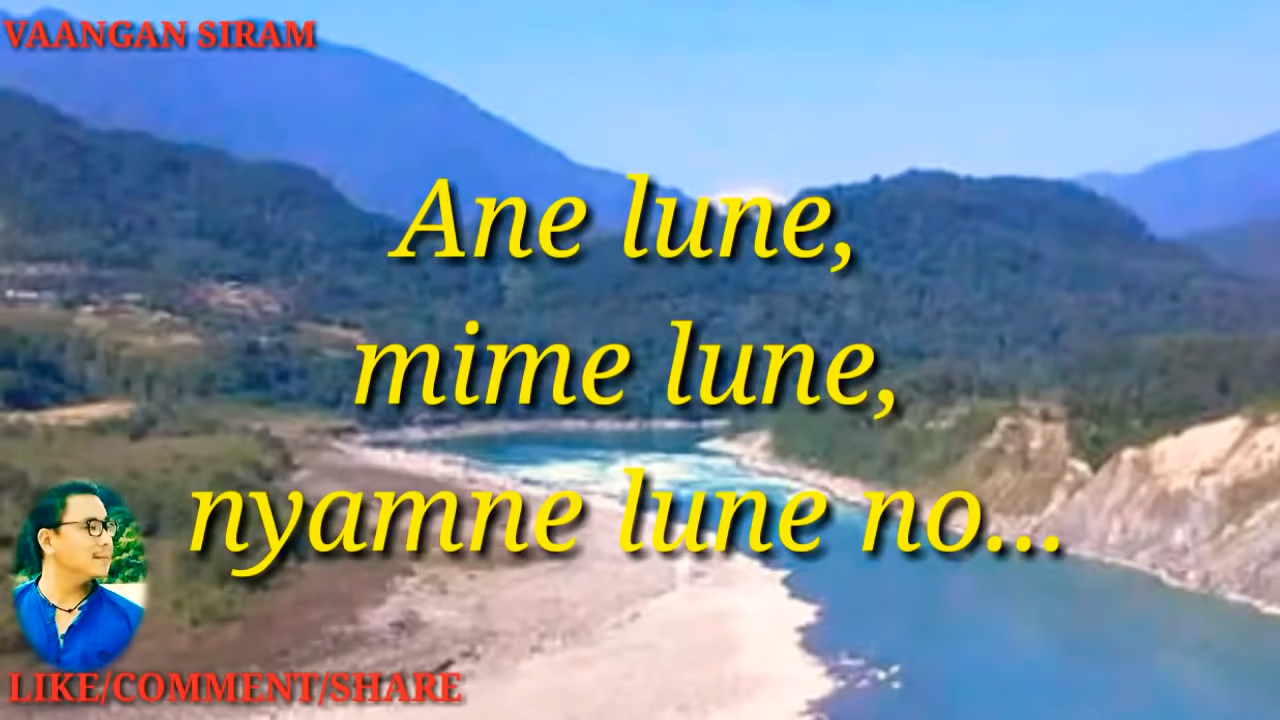 VAANGAN SIRAM
Ane lune,
mime lune,
nyamne lune no...
LIKE/COMMENT/SHARE